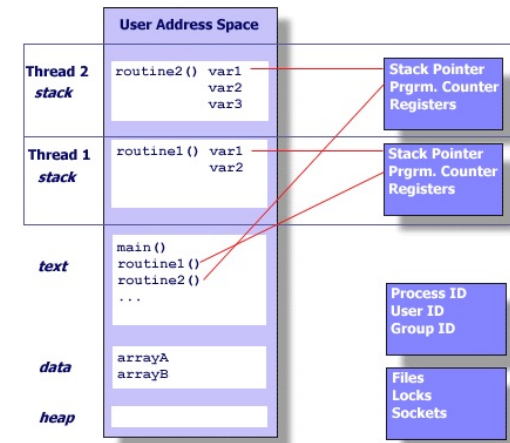 User Address Space
Thread 2
stack
routine2() var1
var2
var3
Stack Pointer
Prgrm. Counter
Registers
Thread 1
stack
routine1() var1
var2
Stack Pointer
Prgrm. Counter
Registers
text
main()
routine1()
routine2()
...
Process ID
User ID
Group ID
data
arrayA
arrayB
Files
Locks
Sockets
heap